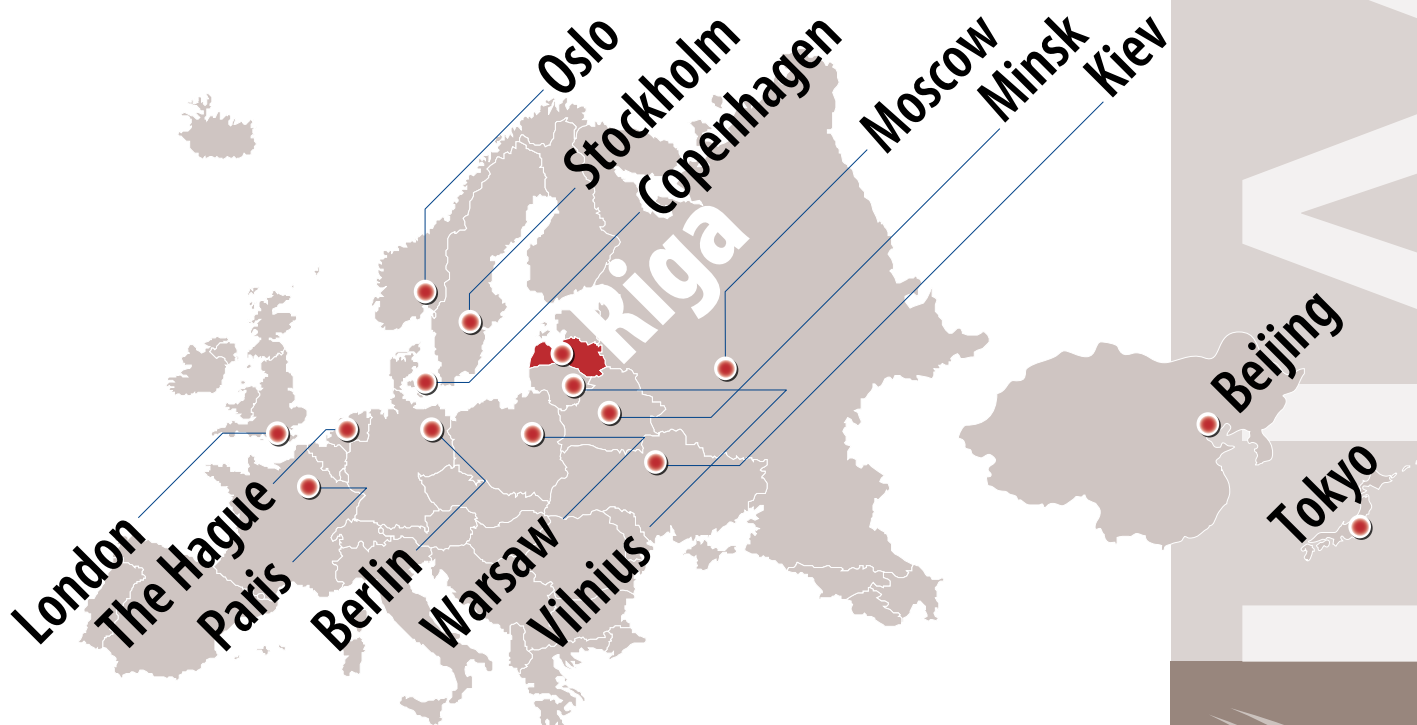 Oslo
Stockholm
Copenhagen
Moscow
Minsk
Kiev
Riga
Beijing
Tokyo
London
The Hague
Paris
Berlin
Warsaw
Vilnius